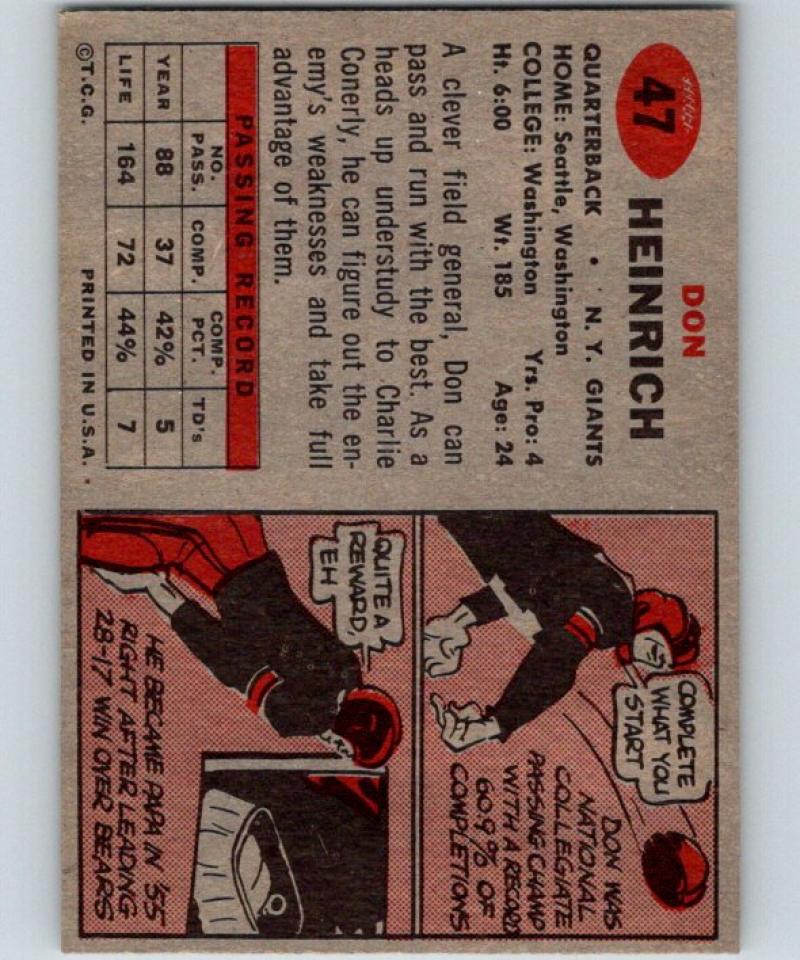 47
DON
HEINRICH
QUARTERBACK • N. Y. GIANTS
HOME: Seattle, Washington
COLLEGE: Washington Yrs. Pro: 4
Ht. 6:00 Wt. 185 Age: 24
A clever field general, Don can
pass and run with the best. As a
heads up understudy to Charlie
Conerly, he can figure out the en-
emy's weaknesses and take full
advantage of them.
PASSING RECORD
NO. PASS. COMP. COMP. PCT. TD's
YEAR 88 37 42% 5
LIFE 164 72 44% 7
©T.C.G. PRINTED IN U.S.A.
COMPLETE
WHAT YOU
START
DON WAS
NATIONAL
COLLEGIATE
PASSING CHAMP
WITH A RECORD
60.9% OF
COMPLETIONS
QUITE A
REWARD,
EH
HE BECAME PAPA IN '55
RIGHT AFTER LEADING
28-17 WIN OVER BEARS